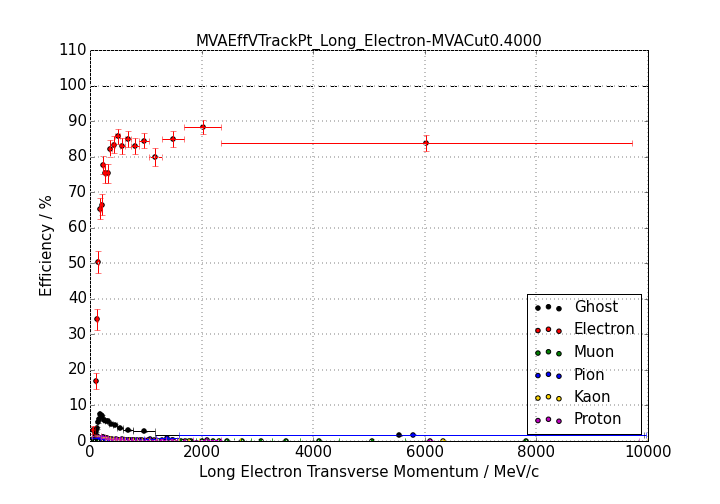 MVAEffVTrackPt_Long_Electron-MVACut0.4000
110
100
90
80
70
60
50
40
30
20
10
0
Efficiency / %
Ghost
Electron
Muon
Pion
Kaon
Proton
0 2000 4000 6000 8000 10000
Long Electron Transverse Momentum / MeV/c